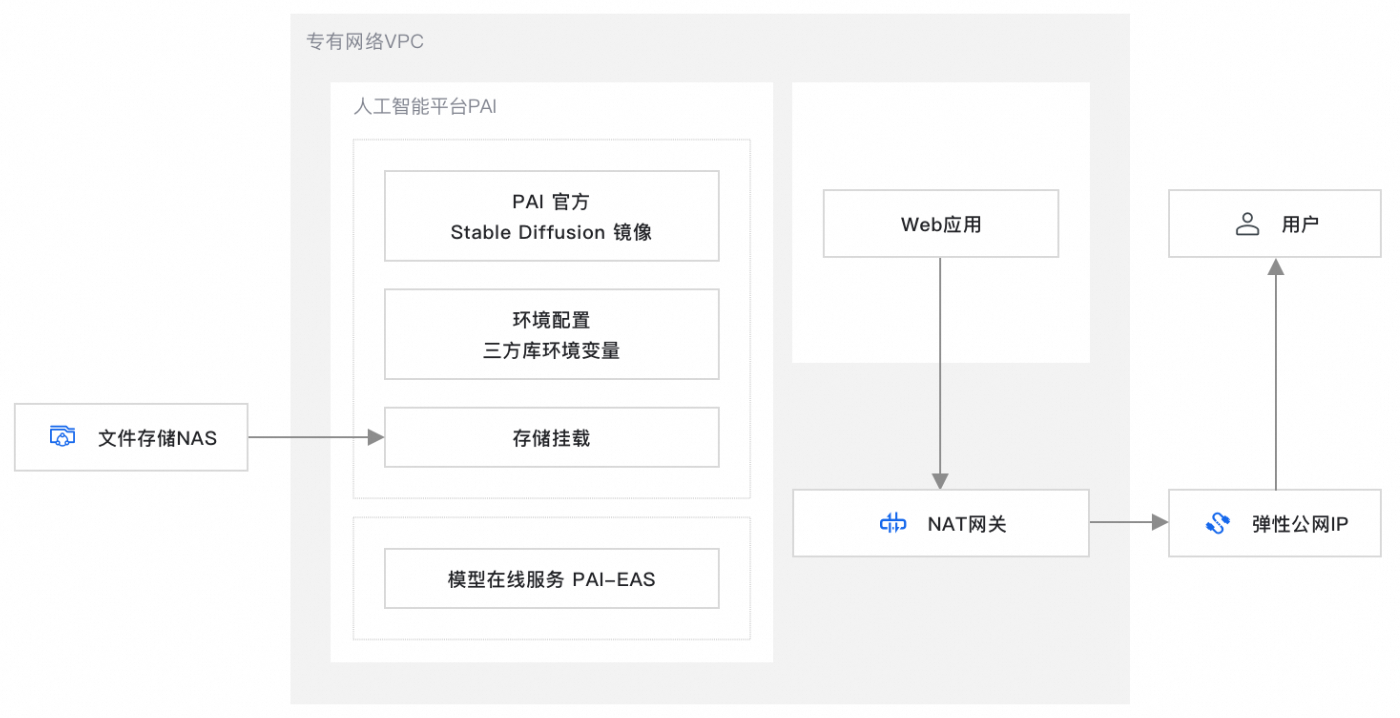 专有网络VPC
人工智能平台PAI
PAI 官方
Stable Diffusion 镜像
环境配置
三方库环境变量
存储挂载
模型在线服务 PAI-EAS
文件存储NAS
Web应用
NAT网关
用户
弹性公网IP